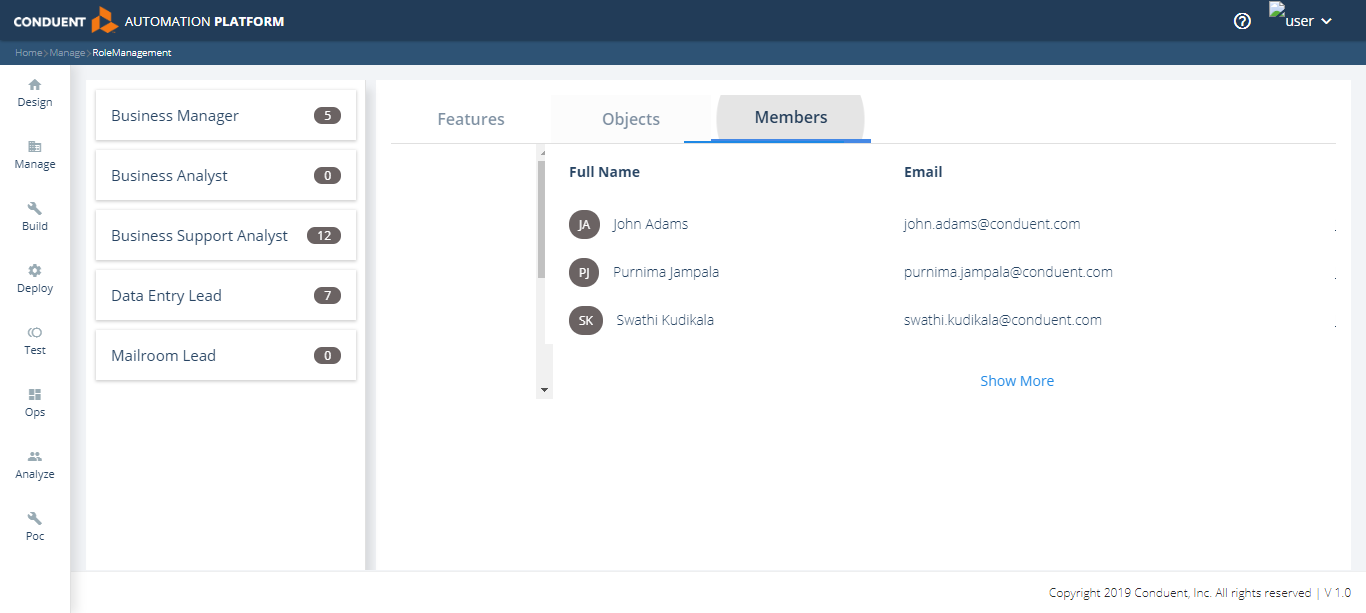 CONDUENT AUTOMATION PLATFORM
user
Home>Manage>RoleManagement
Design
Manage
Build
Deploy
Test
Ops
Analyze
Poc
Business Manager 5
Business Analyst 0
Business Support Analyst 12
Data Entry Lead 7
Mailroom Lead 0
Features Objects Members
Full Name Email
JA John Adams john.adams@conduent.com
PJ Purnima Jampala purnima.jampala@conduent.com
SK Swathi Kudikala swathi.kudikala@conduent.com
Show More
Copyright 2019 Conduent, Inc. All rights reserved | V 1.0